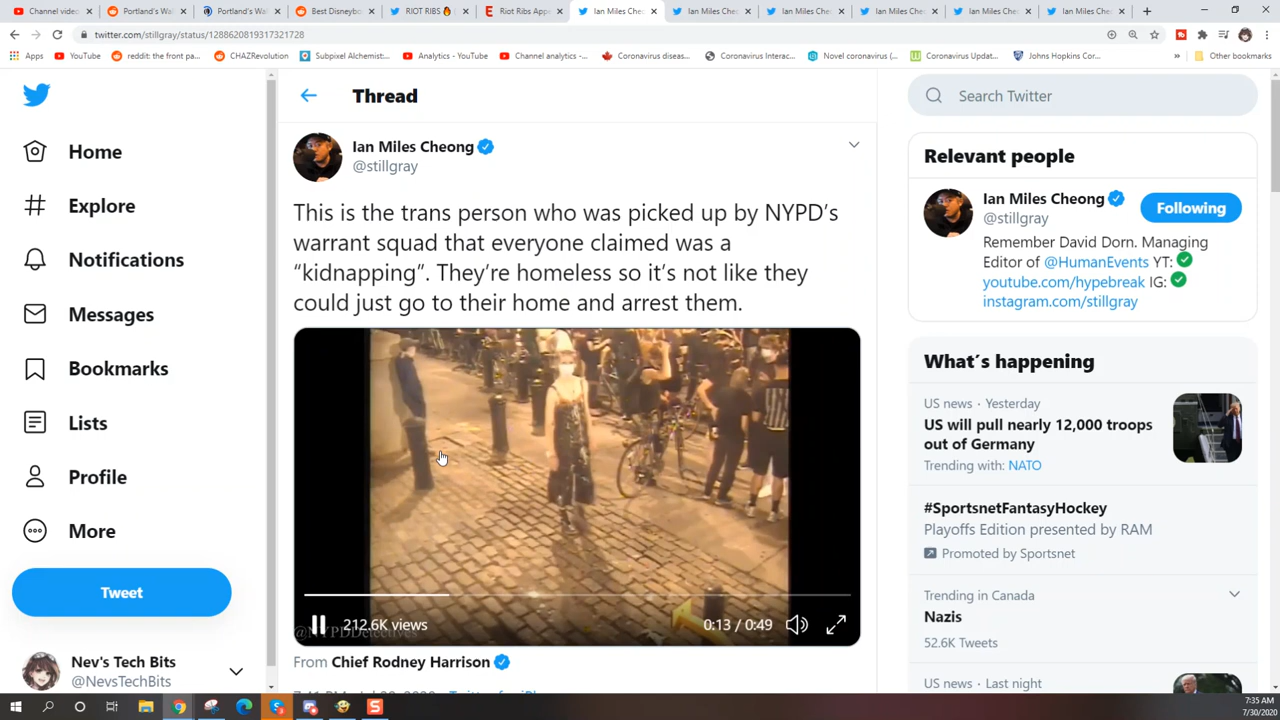 Channel video
Portland's Wa
Portland's Wa
Best Disneybo
RIOT RIBS
Riot Ribs App
Ian Miles Che
Ian Miles Che
Ian Miles Che
Ian Miles Che
Ian Miles Che
Ian Miles Che
twitter.com/stillgray/status/1288620819317321728
Apps
YouTube
reddit: the front pa...
CHAZRevolution
Subpixel Alchemist:...
Analytics - YouTube
Channel analytics -...
Coronavirus diseas...
Coronavirus Interac...
Novel coronavirus (...
Coronavirus Updat...
Johns Hopkins Cor...
»
Other bookmarks
Home
Explore
Notifications
Messages
Bookmarks
Lists
Profile
More
Tweet
Nev's Tech Bits
@NevsTechBits
Thread
Ian Miles Cheong
@stillgray
This is the trans person who was picked up by NYPD's
warrant squad that everyone claimed was a
“kidnapping”. They're homeless so it's not like they
could just go to their home and arrest them.
@NYPDDetectives
212.6K views
0:13 / 0:49
From Chief Rodney Harrison
Search Twitter
Relevant people
Ian Miles Cheong
@stillgray
Following
Remember David Dorn. Managing
Editor of @HumanEvents YT:
youtube.com/hypebreak IG:
instagram.com/stillgray
What's happening
US news · Yesterday
US will pull nearly 12,000 troops
out of Germany
Trending with: NATO
#SportsnetFantasyHockey
Playoffs Edition presented by RAM
Promoted by Sportsnet
Trending in Canada
Nazis
52.6K Tweets
US news · Last night
7:35 AM
7/30/2020